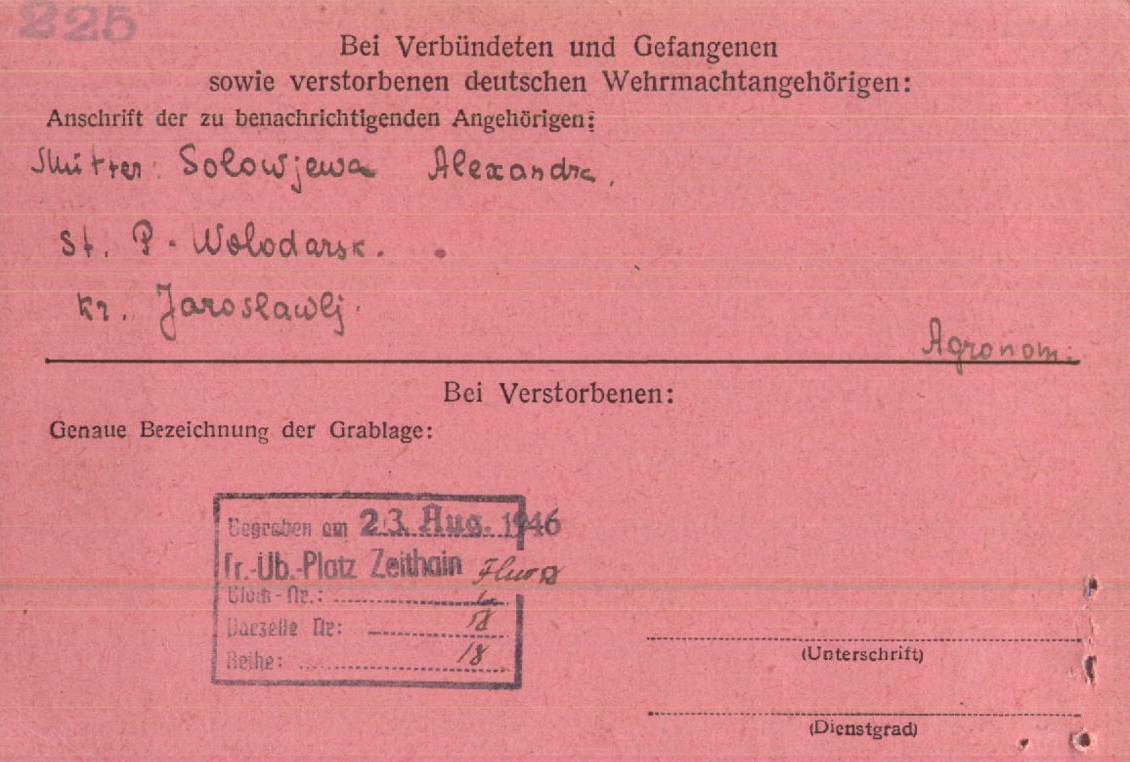 225
Bei Verbündeten und Gefangenen
sowie verstorbenen deutschen Wehrmachtangehörigen:
Anschrift der zu benachrichtigenden Angehörigen:
Mutter: Solowjewa Alexandra.
St. P. Wolodarsk.
kr. Jaroslawlj.
Agronom.
Bei Verstorbenen:
Genaue Bezeichnung der Grablage:
Begraben am 23. Aug. 1946
Tr.-Üb.-Platz Zeithain Flur
Block-Nr.:
Parzelle Nr: 58
Reihe: 18
(Unterschrift)
(Dienstgrad)